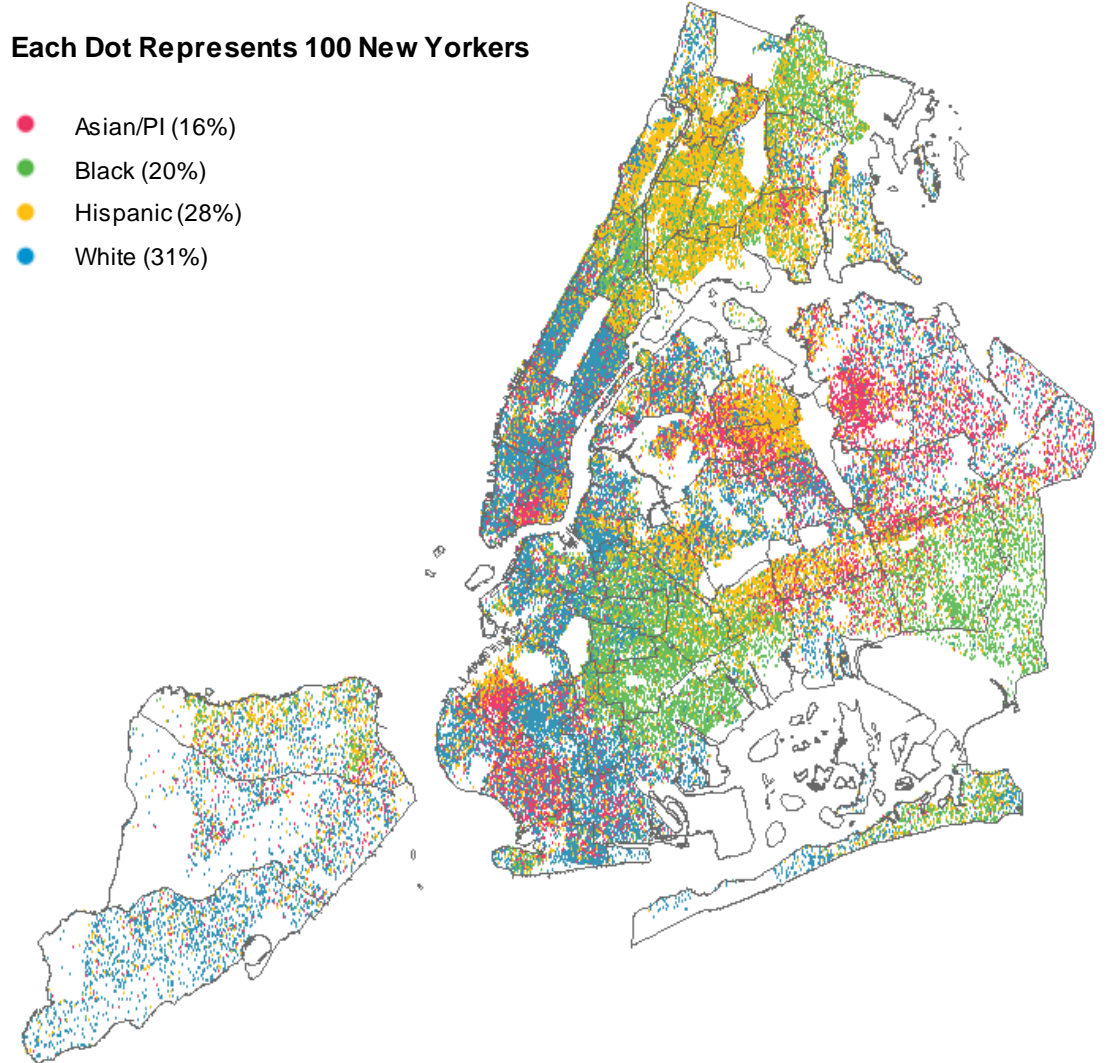 Each Dot Represents 100 New Yorkers
Asian/PI (16%)
Black (20%)
Hispanic (28%)
White (31%)